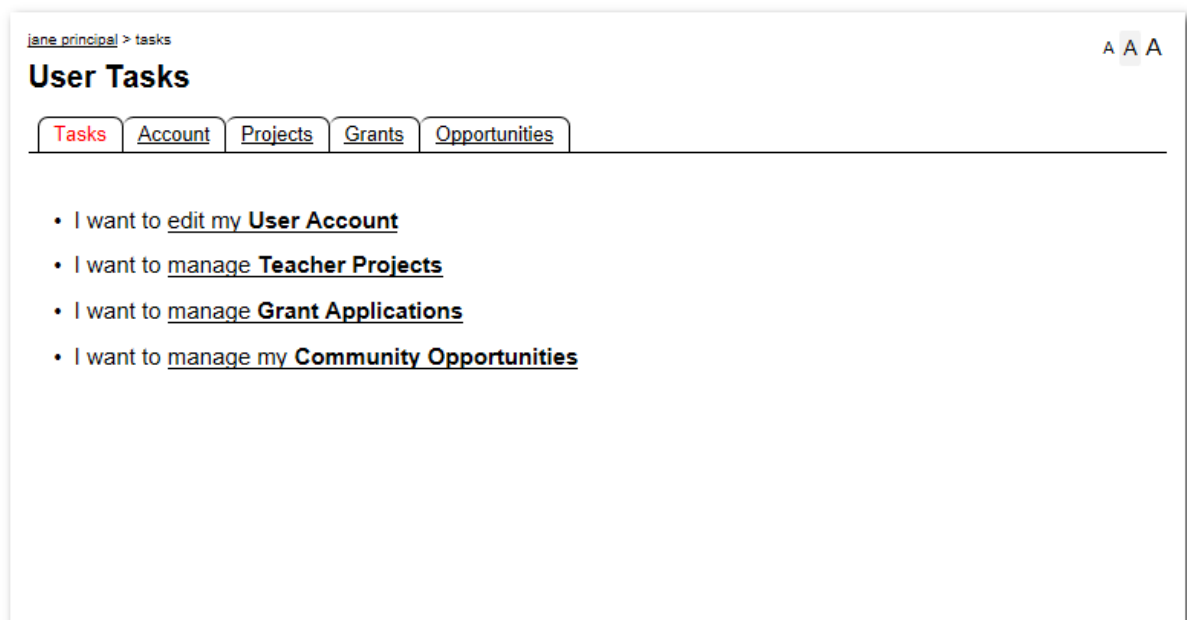 jane principal > tasks
A A A
User Tasks
Tasks Account Projects Grants Opportunities
• I want to edit my User Account
• I want to manage Teacher Projects
• I want to manage Grant Applications
• I want to manage my Community Opportunities